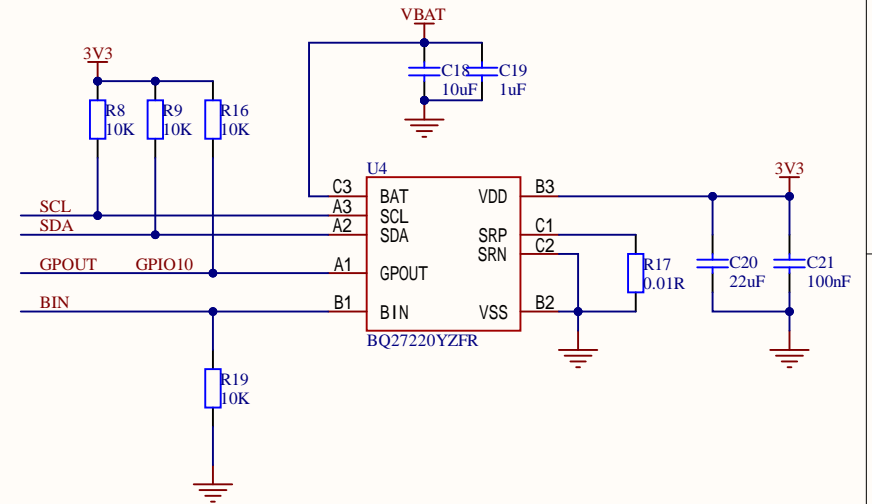 VBAT
3V3
C18
C19
10uF
1uF
R8
R9
R16
10K
10K
10K
U4
3V3
C3
BAT
VDD
B3
SCL
A3
SCL
SDA
A2
SDA
SRP
C1
SRN
C2
GPOUT
GPIO10
A1
GPOUT
R17
0.01R
C20
22uF
C21
100nF
BIN
B1
BIN
VSS
B2
BQ27220YZFR
R19
10K